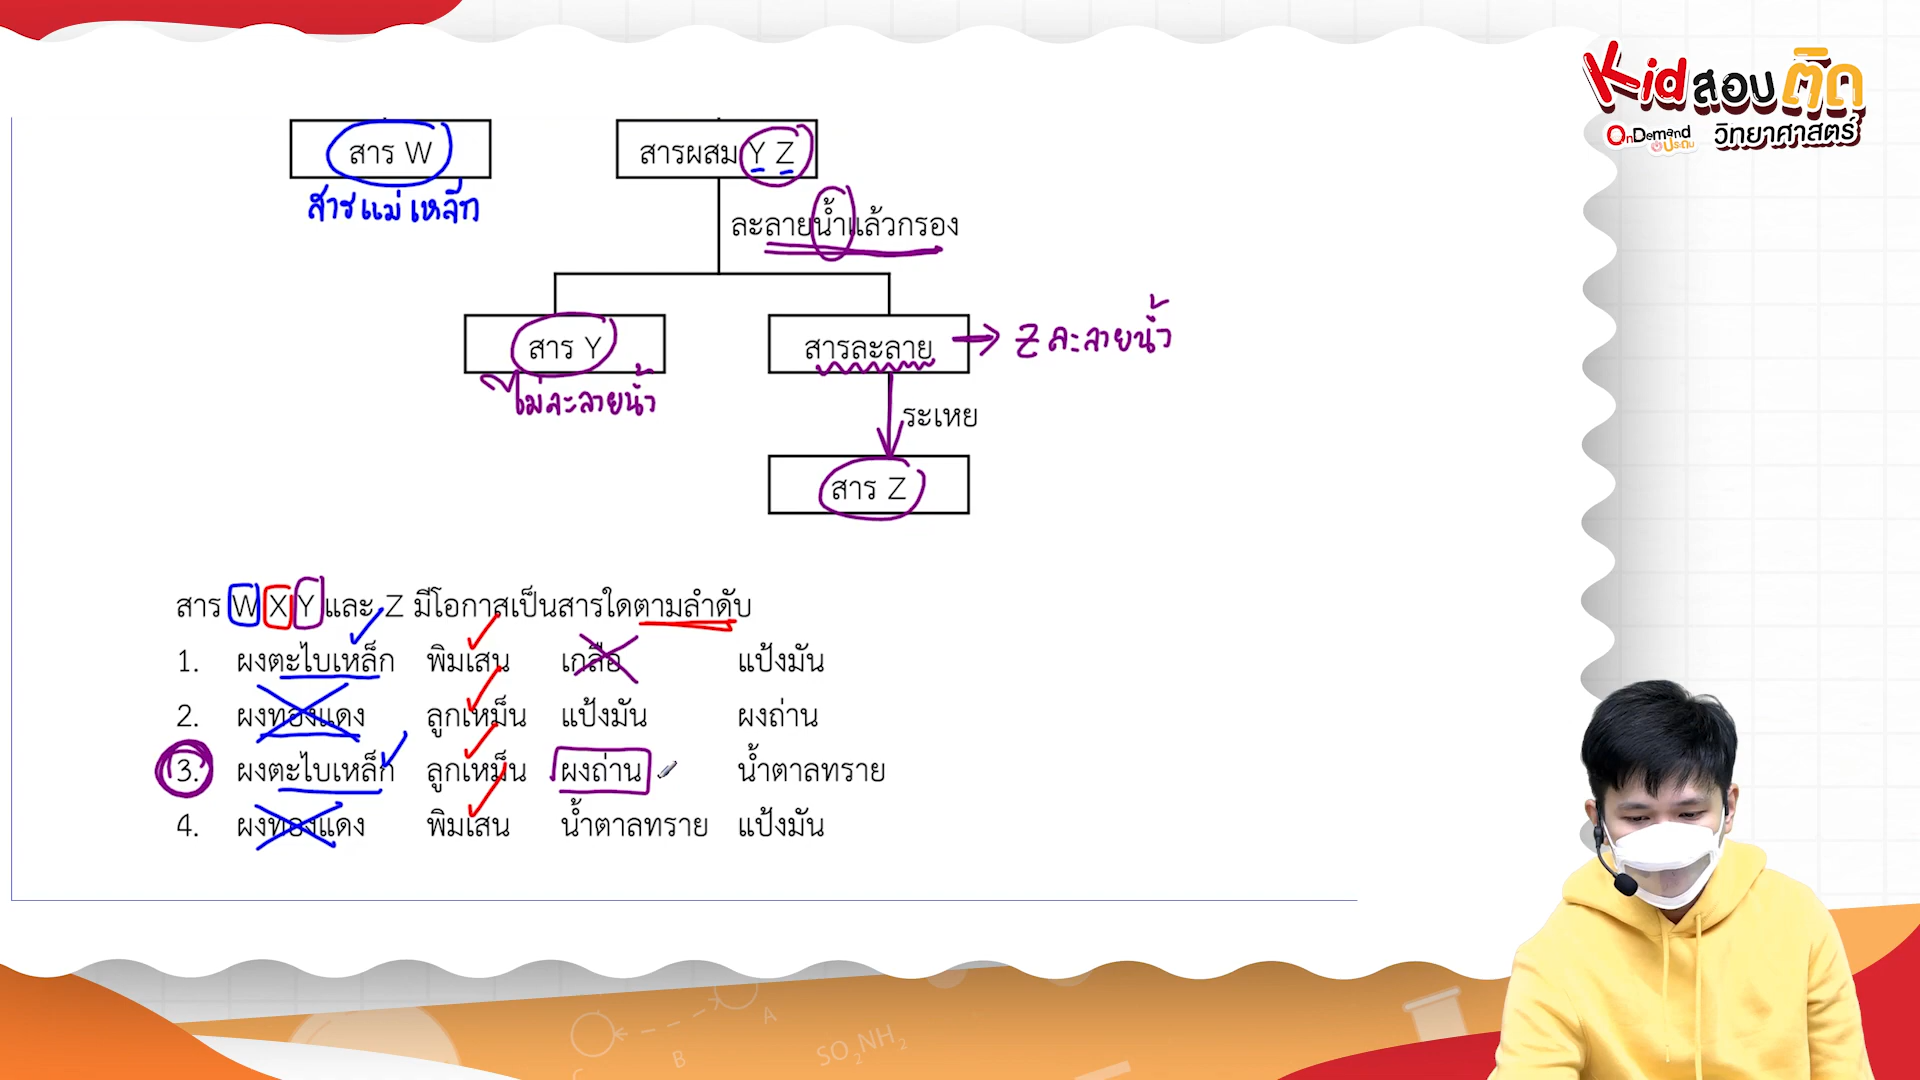 Kidสอบติด
OnDemand ประถม วิทยาศาสตร์
สาร W
สารผสม Y Z
สารแม่เหล็ก
ละลายน้ำแล้วกรอง
สาร Y
สารละลาย
Z ละลายน้ำ
ไม่ละลายน้ำ
ระเหย
สาร Z
สาร W X Y และ Z มีโอกาสเป็นสารใดตามลำดับ
1. ผงตะไบเหล็ก พิมเสน เกลือ แป้งมัน
2. ผงทองแดง ลูกเหม็น แป้งมัน ผงถ่าน
3. ผงตะไบเหล็ก ลูกเหม็น ผงถ่าน น้ำตาลทราย
4. ผงทองแดง พิมเสน น้ำตาลทราย แป้งมัน
A
B
C
SO2NH2